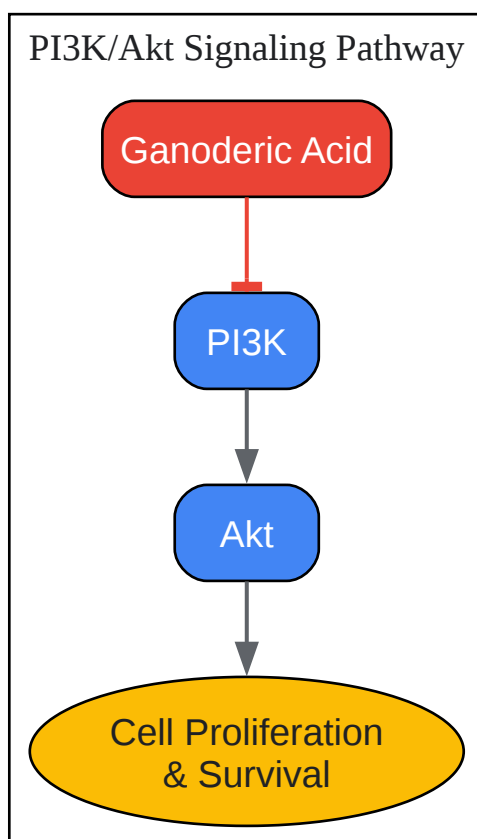 PI3K/Akt Signaling Pathway
Ganoderic Acid
PI3K
Akt
Cell Proliferation
& Survival